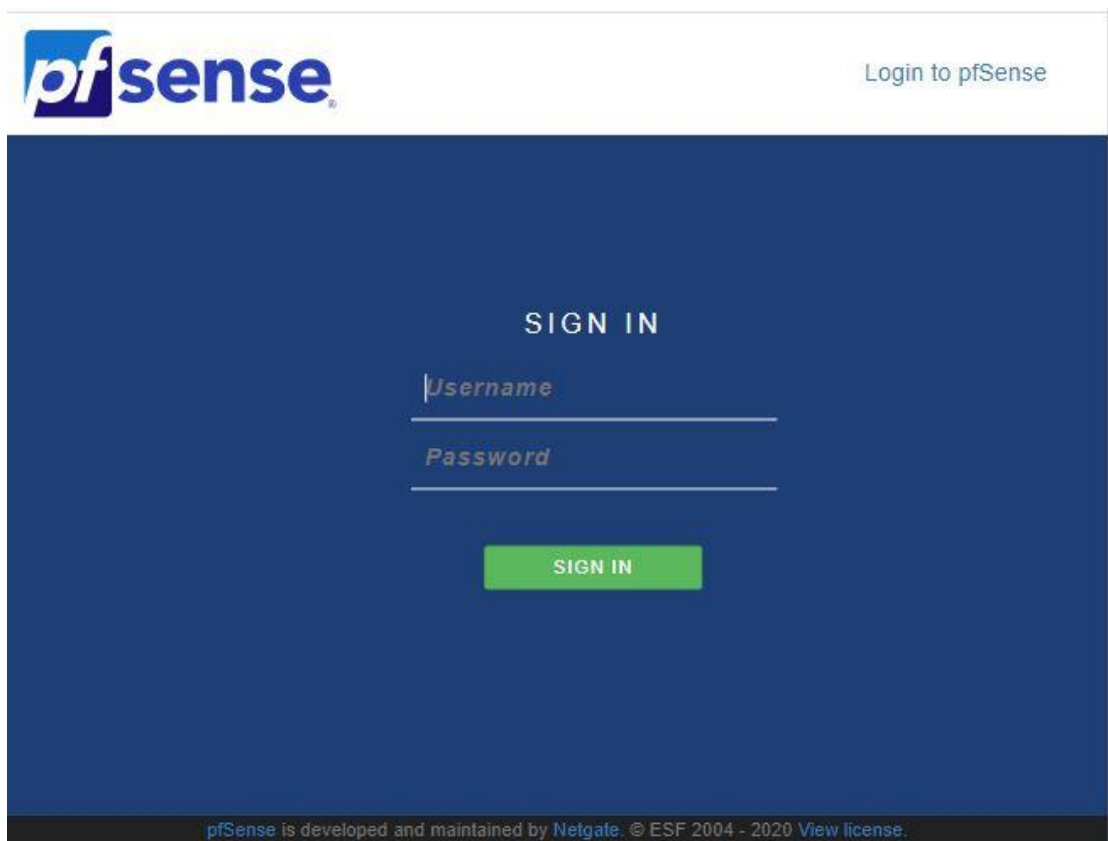 pfsense®
Login to pfSense
SIGN IN
Username
Password
SIGN IN
pfSense is developed and maintained by Netgate. © ESF 2004 - 2020 View license.